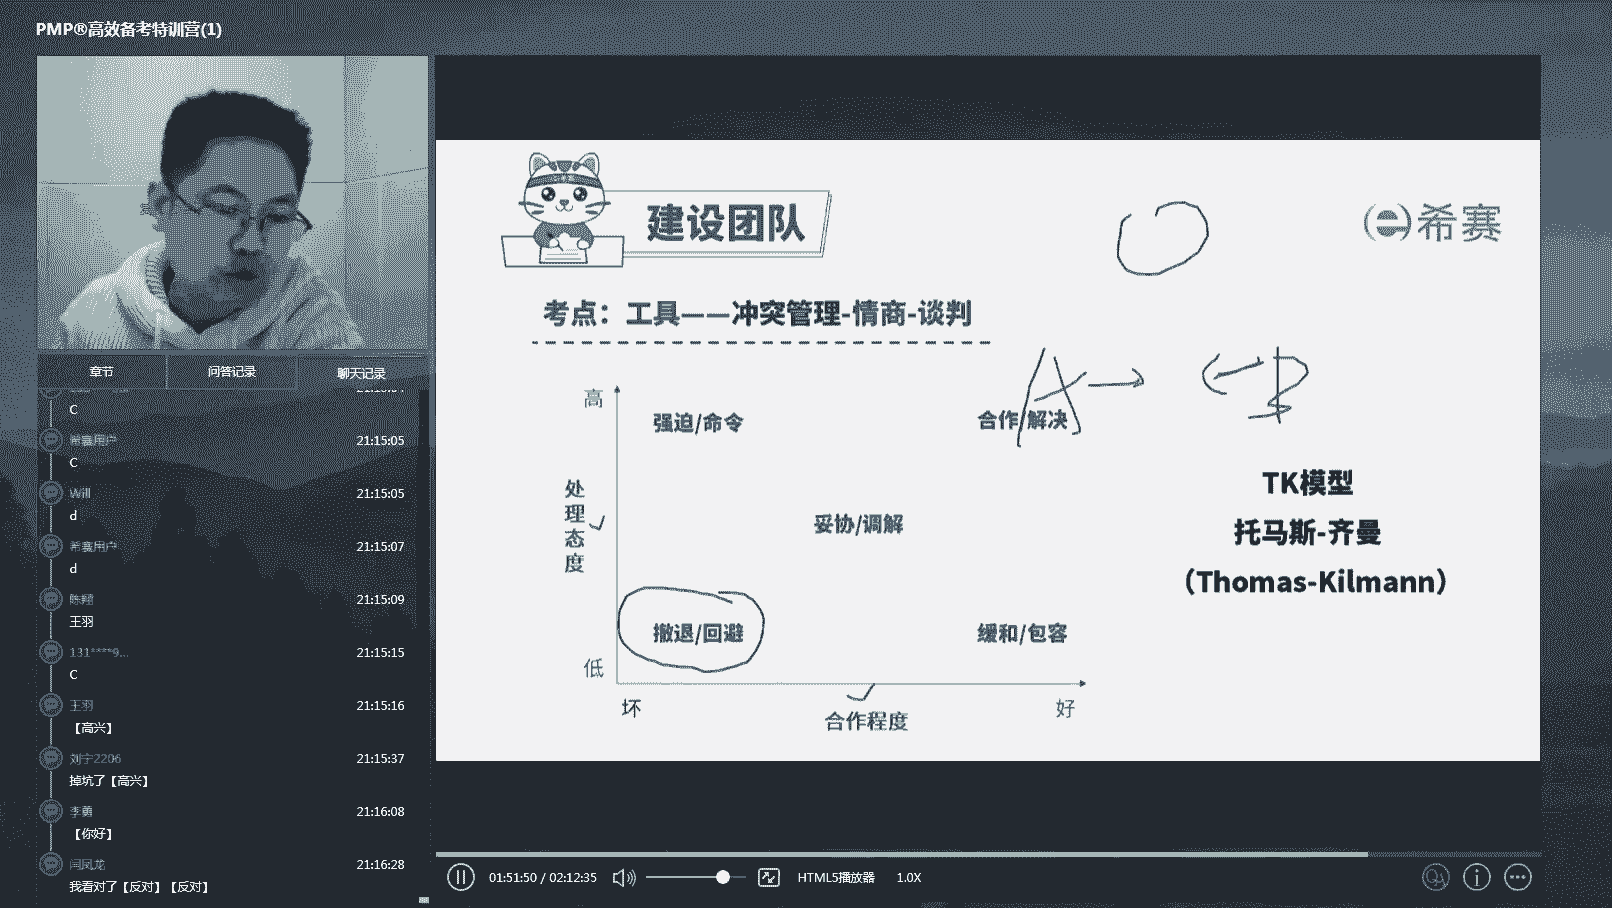 PMP®高效备考特训营(1)
章节
问答记录
聊天记录
C
希赛用户
21:15:05
C
Will
21:15:05
d
希赛用户
21:15:07
d
陈翔
21:15:09
王羽
131****9...
21:15:15
C
王羽
21:15:16
【高兴】
刘宁2206
21:15:37
掉坑了【高兴】
李勇
21:16:08
【你好】
闫凤龙
21:16:28
我看对了【反对】【反对】
建设团队
希赛
考点：工具——冲突管理-情商-谈判
A
B
高
强迫/命令
合作/解决
处理态度
妥协/调解
撤退/回避
缓和/包容
低
坏
好
合作程度
TK模型
托马斯-齐曼
（Thomas-Kilmann）
01:51:50 / 02:12:35
HTML5播放器
1.0X